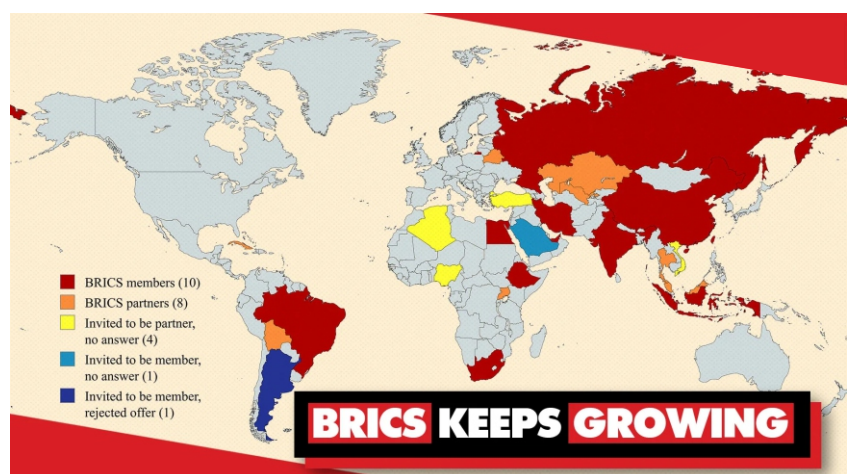 BRICS members (10)
BRICS partners (8)
Invited to be partner,
no answer (4)
Invited to be member,
no answer (1)
Invited to be member,
rejected offer (1)
BRICS KEEPS GROWING